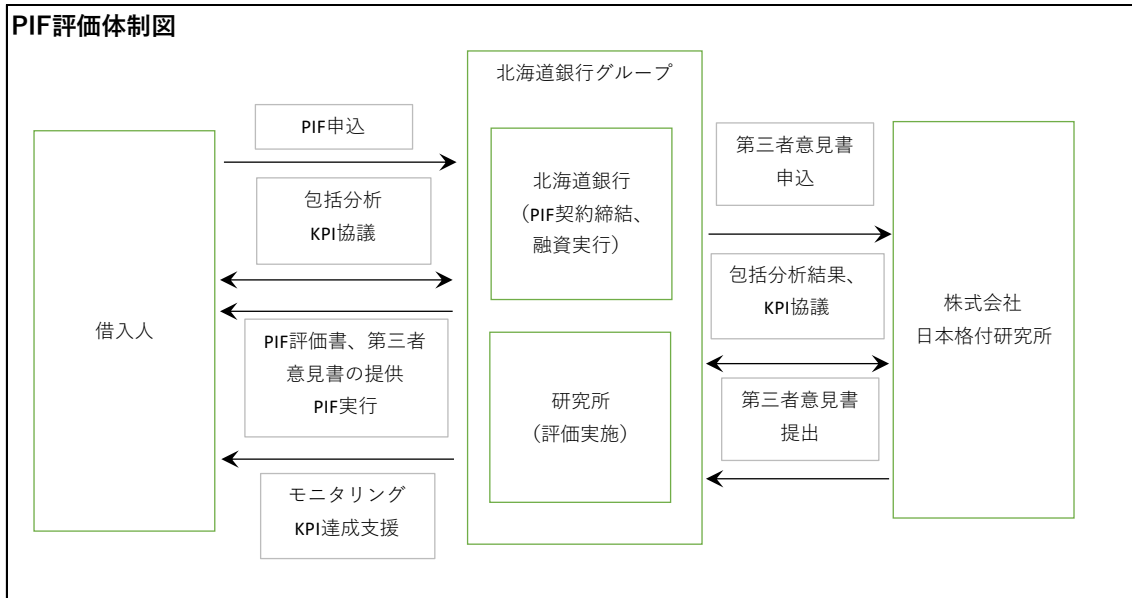 PIF評価体制図
北海道銀行グループ
PIF申込
包括分析
KPI協議
PIF評価書、第三者
意見書の提供
PIF実行
モニタリング
KPI達成支援
借入人
北海道銀行
（PIF契約締結、
融資実行）
研究所
（評価実施）
第三者意見書
申込
包括分析結果、
KPI協議
第三者意見書
提出
株式会社
日本格付研究所